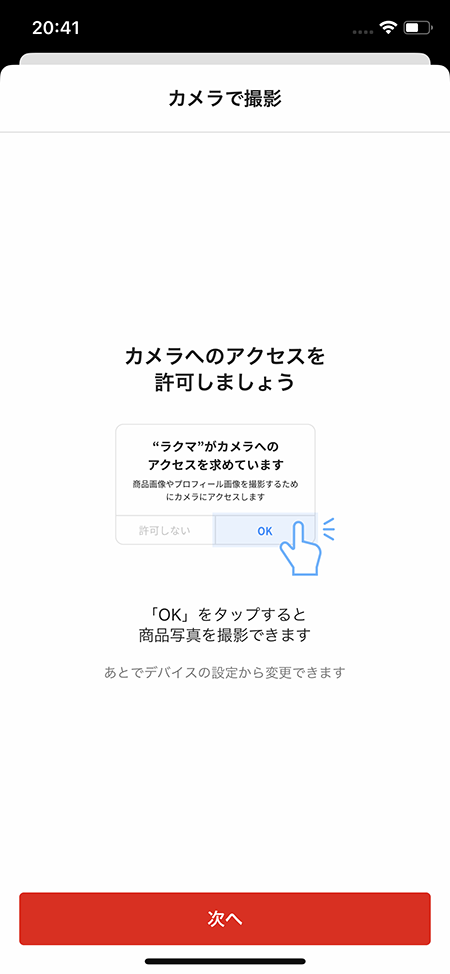 20:41
カメラで撮影
カメラへのアクセスを
許可しましょう
“ラクマ”がカメラへの
アクセスを求めています
商品画像やプロフィール画像を撮影するため
にカメラにアクセスします
許可しない
OK
「OK」をタップすると
商品写真を撮影できます
あとでデバイスの設定から変更できます
次へ